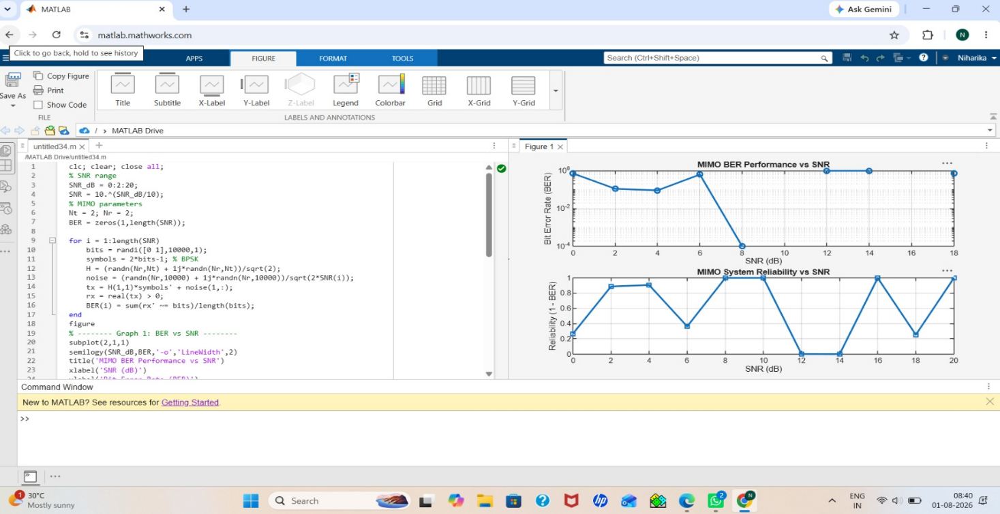 MATLAB
Ask Gemini
matlab.mathworks.com
N
Click to go back, hold to see history
APPS
FIGURE
FORMAT
TOOLS
Search (Ctrl+Shift+Space)
Niharika
Save As
Copy Figure
Print
Show Code
FILE
Title
Subtitle
X-Label
Y-Label
Z-Label
Legend
Colorbar
Grid
X-Grid
Y-Grid
LABELS AND ANNOTATIONS
/ › MATLAB Drive
untitled34.m
/MATLAB Drive/untitled34.m
1 clc; clear; close all;
2 % SNR range
3 SNR_dB = 0:2:20;
4 SNR = 10.^(SNR_dB/10);
5 % MIMO parameters
6 Nt = 2; Nr = 2;
7 BER = zeros(1,length(SNR));
8
9 for i = 1:length(SNR)
10 bits = randi([0 1],10000,1);
11 symbols = 2*bits-1; % BPSK
12 H = (randn(Nr,Nt) + 1j*randn(Nr,Nt))/sqrt(2);
13 noise = (randn(Nr,10000) + 1j*randn(Nr,10000))/sqrt(2*SNR(i));
14 tx = H(1,1)*symbols' + noise(1,:);
15 rx = real(tx) > 0;
16 BER(i) = sum(rx' ~= bits)/length(bits);
17 end
18 figure
19 % -------- Graph 1: BER vs SNR --------
20 subplot(2,1,1)
21 semilogy(SNR_dB,BER,'-o','LineWidth',2)
22 title('MIMO BER Performance vs SNR')
23 xlabel('SNR (dB)')
Figure 1
MIMO BER Performance vs SNR
Bit Error Rate (BER)
10^0
10^-2
10^-4
0 2 4 6 8 10 12 14 16 18
SNR (dB)
MIMO System Reliability vs SNR
Reliability (1 - BER)
1
0.8
0.6
0.4
0.2
0
0 2 4 6 8 10 12 14 16 18 20
SNR (dB)
Command Window
New to MATLAB? See resources for Getting Started.
>>
1
30°C
Mostly sunny
Search
hp
2
N
ENG
IN
08:40
01-08-2026